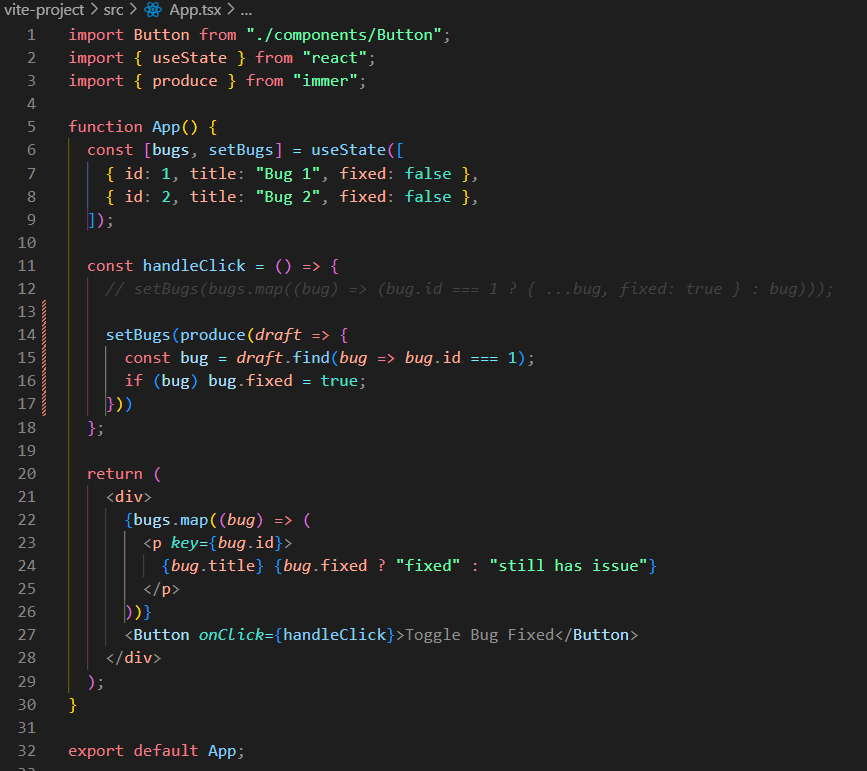 vite-project > src > App.tsx > ...
1 import Button from "./components/Button";
2 import { useState } from "react";
3 import { produce } from "immer";
4
5 function App() {
6   const [bugs, setBugs] = useState([
7     { id: 1, title: "Bug 1", fixed: false },
8     { id: 2, title: "Bug 2", fixed: false },
9   ]);
10
11   const handleClick = () => {
12     // setBugs(bugs.map((bug) => (bug.id === 1 ? { ...bug, fixed: true } : bug)));
13
14     setBugs(produce(draft => {
15       const bug = draft.find(bug => bug.id === 1);
16       if (bug) bug.fixed = true;
17     }))
18   };
19
20   return (
21     <div>
22       {bugs.map((bug) => (
23         <p key={bug.id}>
24           {bug.title} {bug.fixed ? "fixed" : "still has issue"}
25         </p>
26       ))}
27       <Button onClick={handleClick}>Toggle Bug Fixed</Button>
28     </div>
29   );
30 }
31
32 export default App;